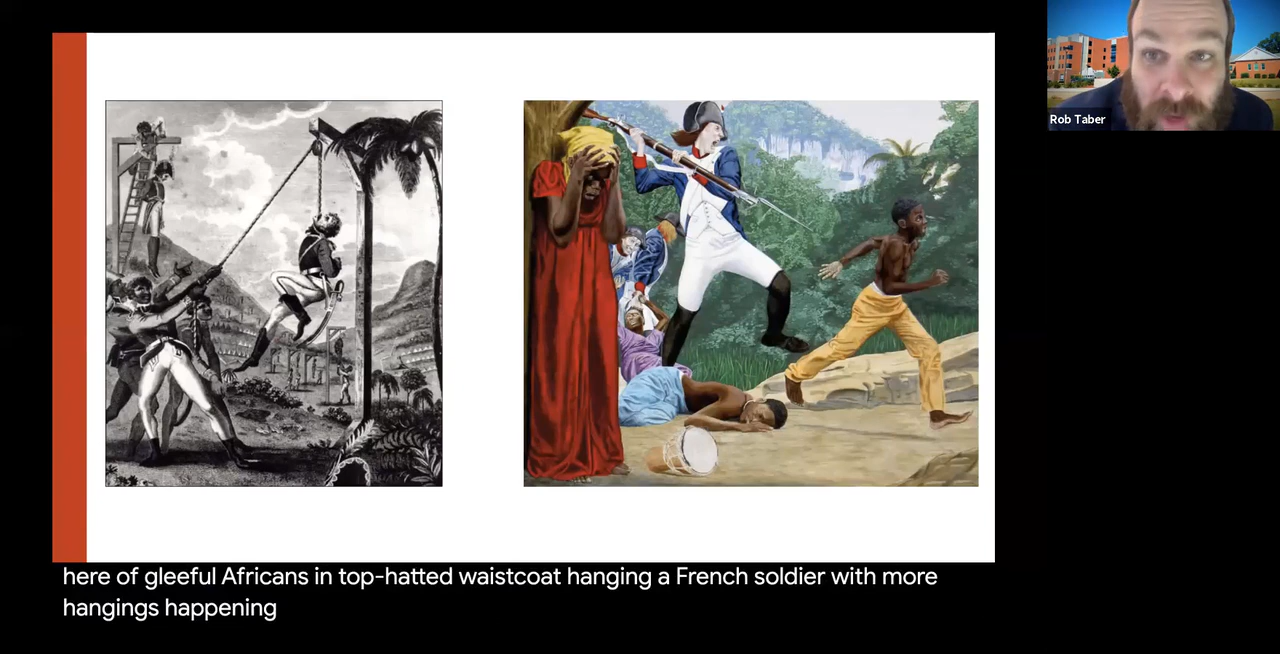 Rob Taber
here of gleeful Africans in top-hatted waistcoat hanging a French soldier with more
hangings happening